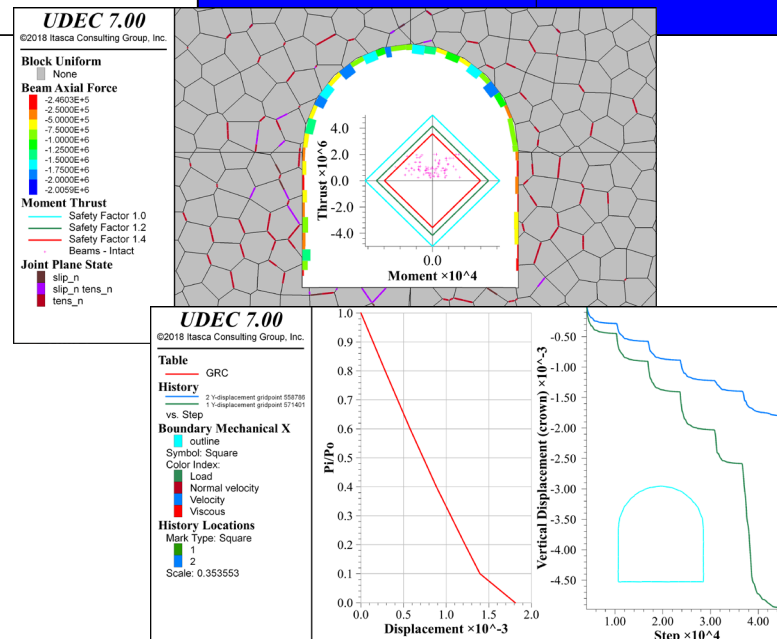 UDEC 7.00
©2018 Itasca Consulting Group, Inc.
Block Uniform
None
Beam Axial Force
-2.4603E+5
-2.5000E+5
-5.0000E+5
-7.5000E+5
-1.0000E+6
-1.2500E+6
-1.5000E+6
-1.7500E+6
-2.0000E+6
-2.0059E+6
Moment Thrust
Safety Factor 1.0
Safety Factor 1.2
Safety Factor 1.4
Beams - Intact
Joint Plane State
slip_n
slip_n tens_n
tens_n
Thrust ×10^6
4.0
2.0
0.0
-2.0
-4.0
0.0
Moment ×10^4
UDEC 7.00
©2018 Itasca Consulting Group, Inc.
Table
GRC
History
2 Y-displacement gridpoint 558786
1 Y-displacement gridpoint 571401
vs. Step
Boundary Mechanical X
outline
Symbol: Square
Color Index:
Load
Normal velocity
Velocity
Viscous
History Locations
Mark Type: Square
1
2
Scale: 0.353553
Pi/Po
1.0
0.9
0.8
0.7
0.6
0.5
0.4
0.3
0.2
0.1
0.0
0.0 0.5 1.0 1.5 2.0
Displacement ×10^-3
Vertical Displacement (crown) ×10^-3
-0.50
-1.00
-1.50
-2.00
-2.50
-3.00
-3.50
-4.00
-4.50
1.00 2.00 3.00 4.00
Step ×10^4